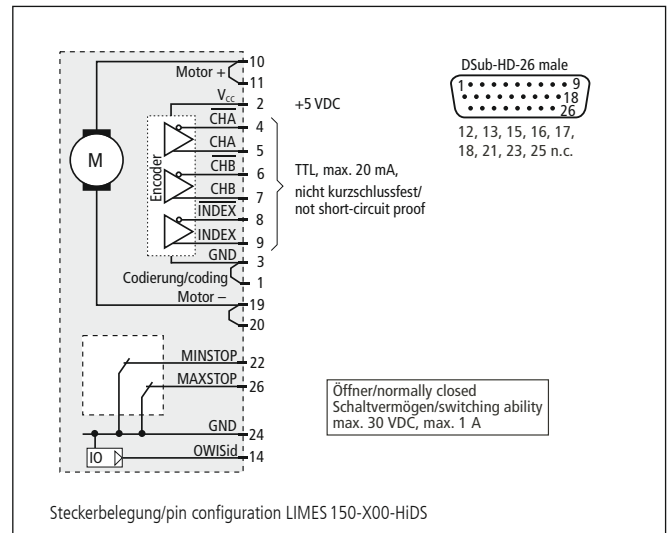 Motor +
10
11
V_CC 2 +5 VDC
C̅H̅A̅ 4
CHA 5
C̅H̅B̅ 6
CHB 7
I̅N̅D̅E̅X̅ 8
INDEX 9
GND 3
Codierung/coding 1
Motor – 19
20
M
Encoder
TTL, max. 20 mA,
nicht kurzschlussfest/
not short-circuit proof
DSub-HD-26 male
1 9
18
26
12, 13, 15, 16, 17,
18, 21, 23, 25 n.c.
MINSTOP 22
MAXSTOP 26
GND 24
IO OWISid 14
Öffner/normally closed
Schaltvermögen/switching ability
max. 30 VDC, max. 1 A
Steckerbelegung/pin configuration LIMES 150-X00-HiDS